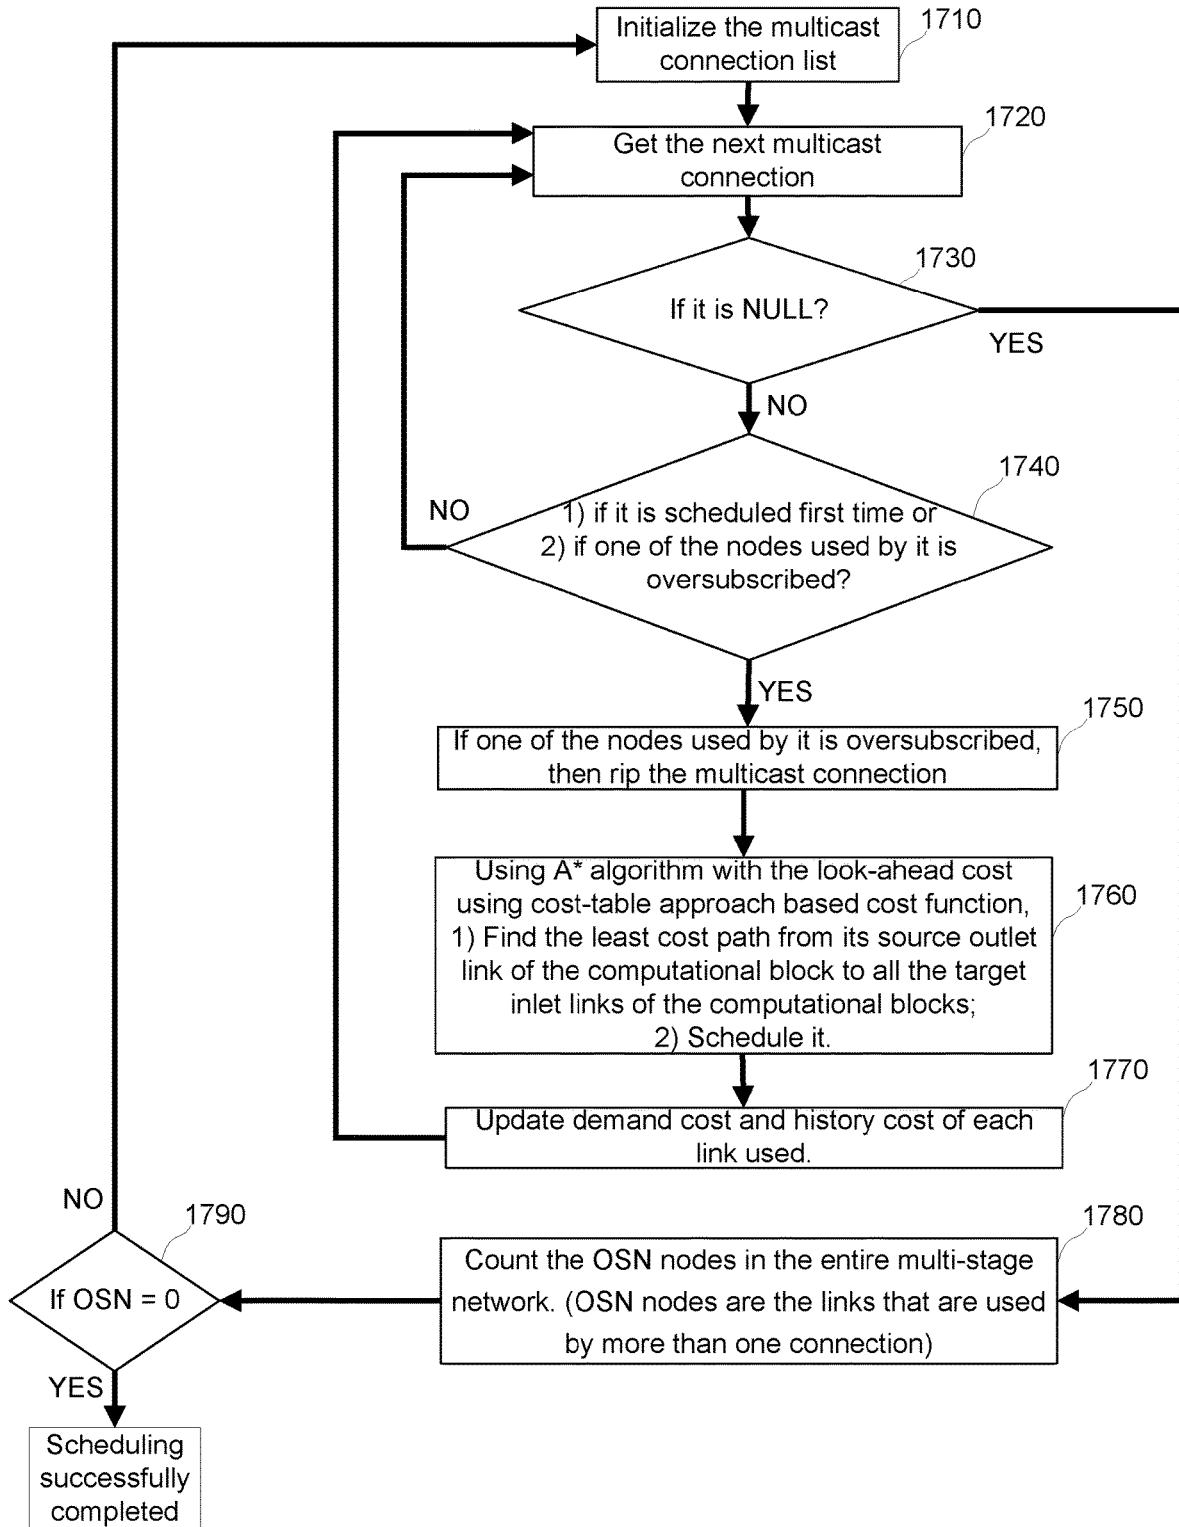 Initialize the multicast
connection list
1710
Get the next multicast
connection
1720
If it is NULL?
1730
YES
NO
1) if it is scheduled first time or
2) if one of the nodes used by it is
oversubscribed?
1740
NO
YES
If one of the nodes used by it is oversubscribed,
then rip the multicast connection
1750
Using A* algorithm with the look-ahead cost
using cost-table approach based cost function,
1) Find the least cost path from its source outlet
link of the computational block to all the target
inlet links of the computational blocks;
2) Schedule it.
1760
Update demand cost and history cost of each
link used.
1770
Count the OSN nodes in the entire multi-stage
network. (OSN nodes are the links that are used
by more than one connection)
1780
NO
1790
If OSN = 0
YES
Scheduling
successfully
completed